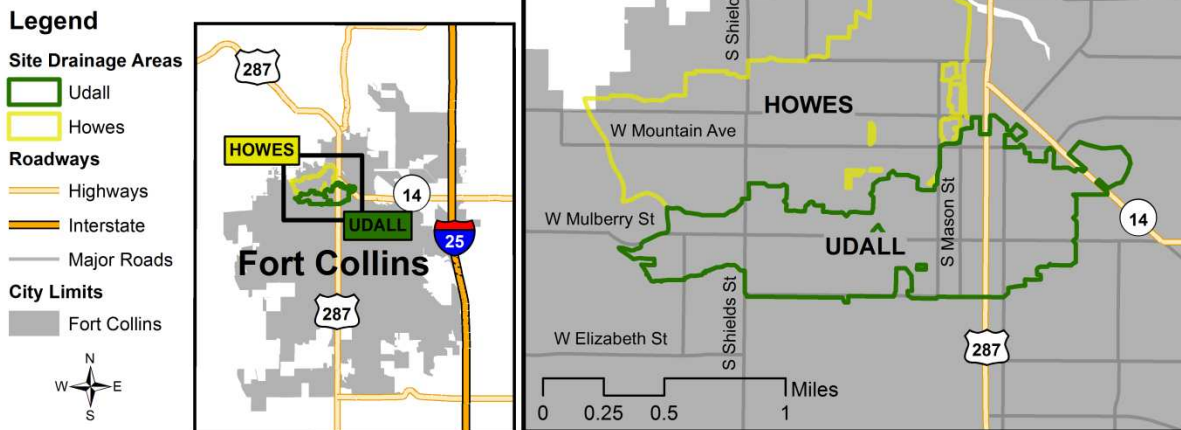 Legend
Site Drainage Areas
Udall
Howes
Roadways
Highways
Interstate
Major Roads
City Limits
Fort Collins
N
W E
S
287
HOWES
14
UDALL
25
Fort Collins
287
S Shield
HOWES
W Mountain Ave
S Mason St
W Mulberry St
UDALL
14
S Shields St
W Elizabeth St
287
Miles
0 0.25 0.5 1